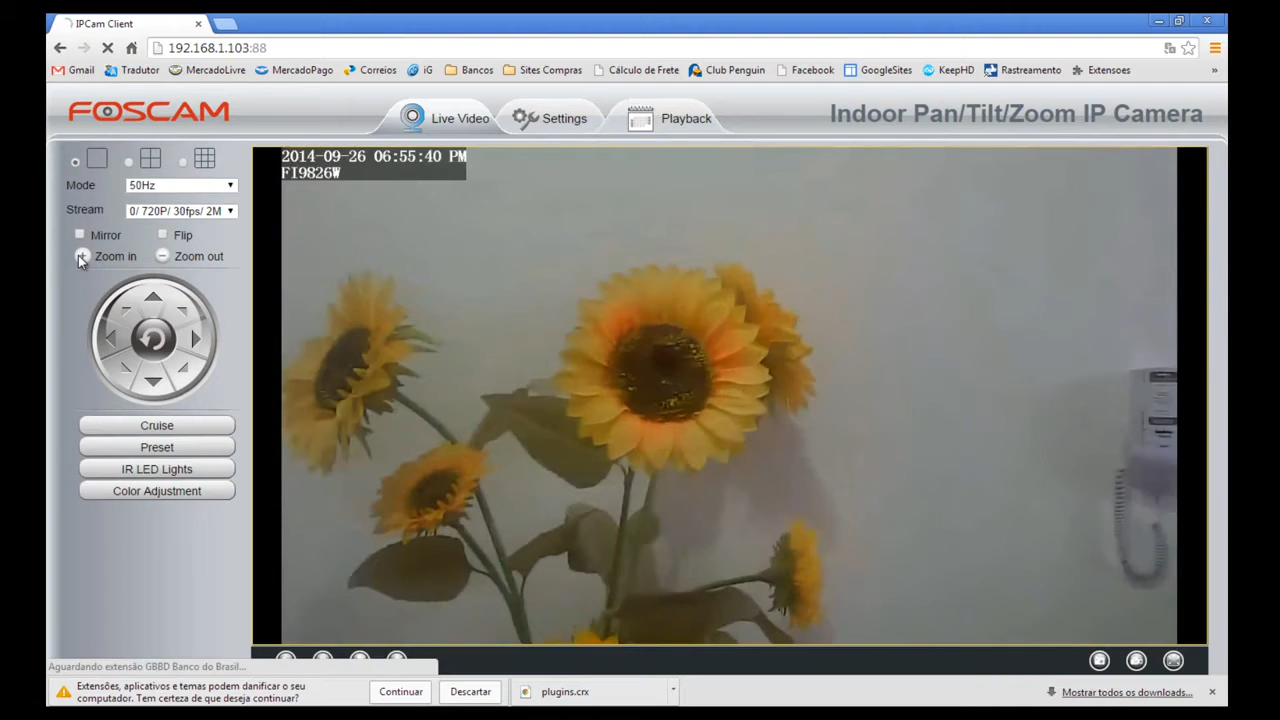 IPCam Client
192.168.1.103:88
Gmail Tradutor MercadoLivre MercadoPago Correios iG Bancos Sites Compras Cálculo de Frete Club Penguin Facebook GoogleSites KeepHD Rastreamento Extensoes »
FOSCAM
Live Video Settings Playback
Indoor Pan/Tilt/Zoom IP Camera
2014-09-26 06:55:40 PM
FI9826W
Mode 50Hz
Stream 0/ 720P/ 30fps/ 2M
Mirror Flip
Zoom in Zoom out
Cruise
Preset
IR LED Lights
Color Adjustment
Aguardando extensão GBBD Banco do Brasil...
Extensões, aplicativos e temas podem danificar o seu
computador. Tem certeza de que deseja continuar?
Continuar Descartar plugins.crx Mostrar todos os downloads...